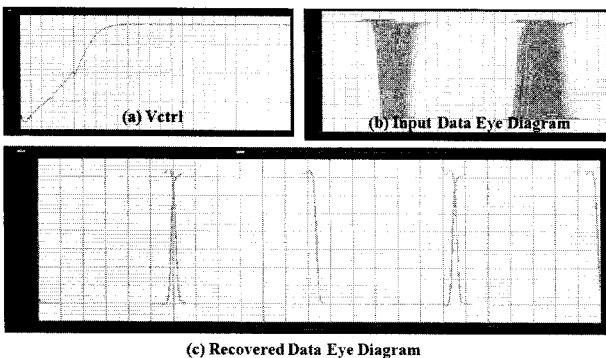 (a) Vctrl
(b) Input Data Eye Diagram
(c) Recovered Data Eye Diagram